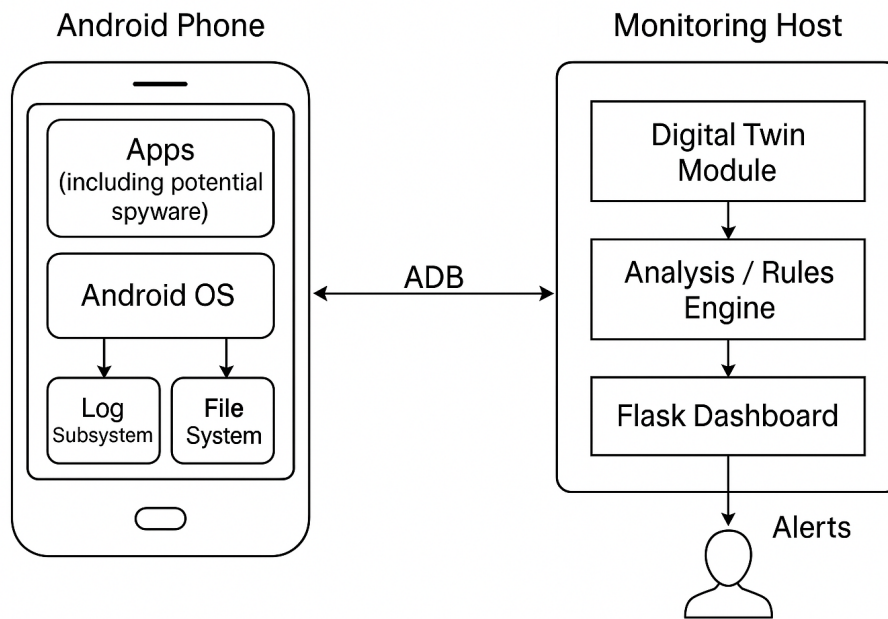 Android Phone
Apps
(including potential
spyware)
Android OS
Log
Subsystem
File
System
ADB
Monitoring Host
Digital Twin
Module
Analysis / Rules
Engine
Flask Dashboard
Alerts